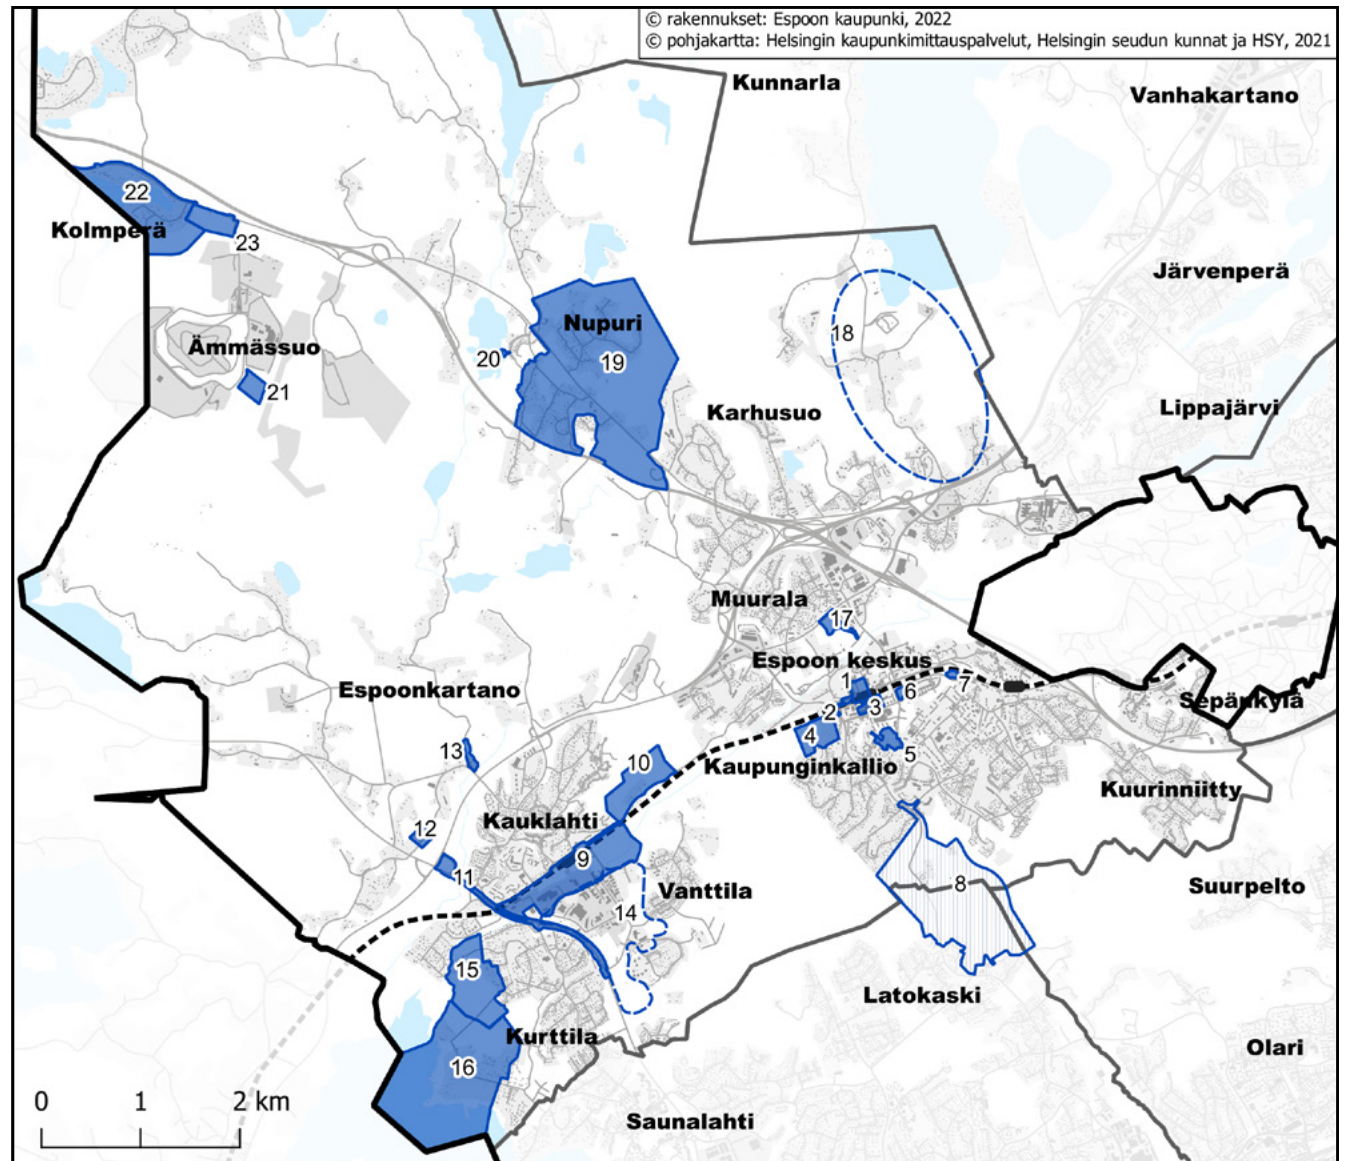 © rakennukset: Espoon kaupunki, 2022
© pohjakartta: Helsingin kaupunkimittauspalvelut, Helsingin seudun kunnat ja HSY, 2021
Kunnarla
Vanhakartano
22
Kolmperä
23
Järvenperä
Nupuri
18
Ämmässuo
20
19
21
Karhusuo
Lippajärvi
Muurala
17
Espoon keskus
Espoonkartano
1
6
7
2
3
Sepänkylä
4
5
13
10
Kaupunginkallio
Kuurinniitty
12
Kauklahti
9
11
Vanttila
8
Suurpelto
14
15
Latokaski
Kurttila
Olari
16
0 1 2 km
Saunalahti